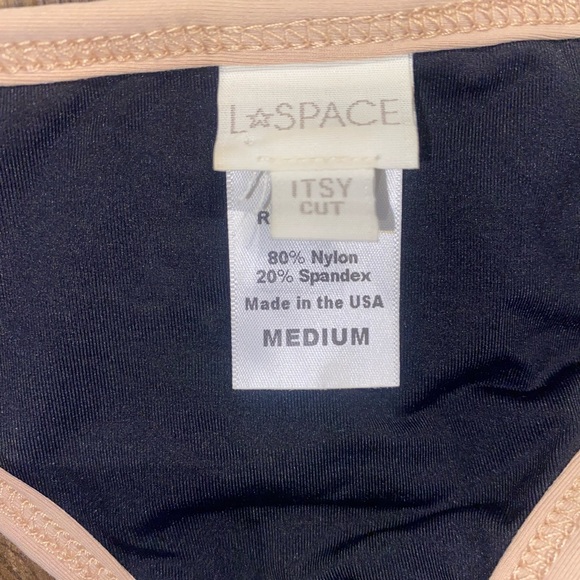 L☆SPACE
ITSY
CUT
R
80% Nylon
20% Spandex
Made in the USA
MEDIUM